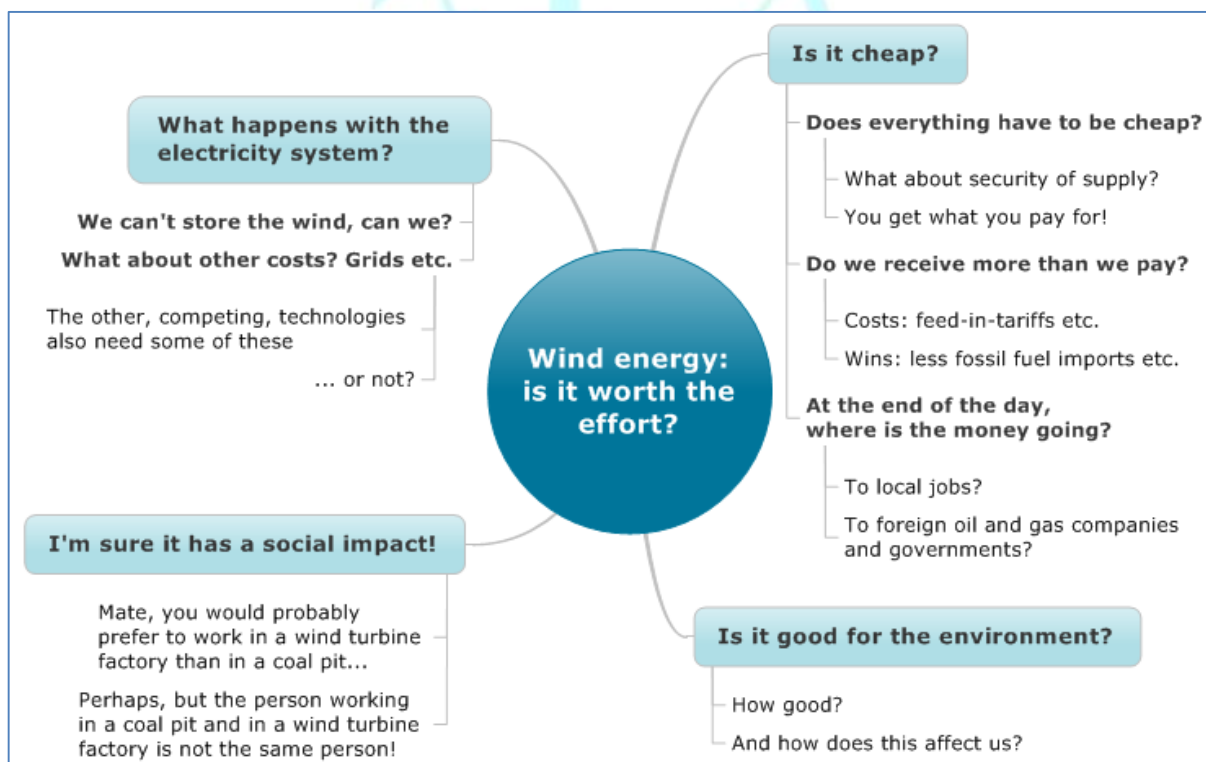 Is it cheap?
Does everything have to be cheap?
What about security of supply?
You get what you pay for!
Do we receive more than we pay?
Costs: feed-in-tariffs etc.
Wins: less fossil fuel imports etc.
At the end of the day,
where is the money going?
To local jobs?
To foreign oil and gas companies
and governments?
What happens with the
electricity system?
We can't store the wind, can we?
What about other costs? Grids etc.
The other, competing, technologies
also need some of these
... or not?
Wind energy:
is it worth the
effort?
I'm sure it has a social impact!
Mate, you would probably
prefer to work in a wind turbine
factory than in a coal pit...
Perhaps, but the person working
in a coal pit and in a wind turbine
factory is not the same person!
Is it good for the environment?
How good?
And how does this affect us?